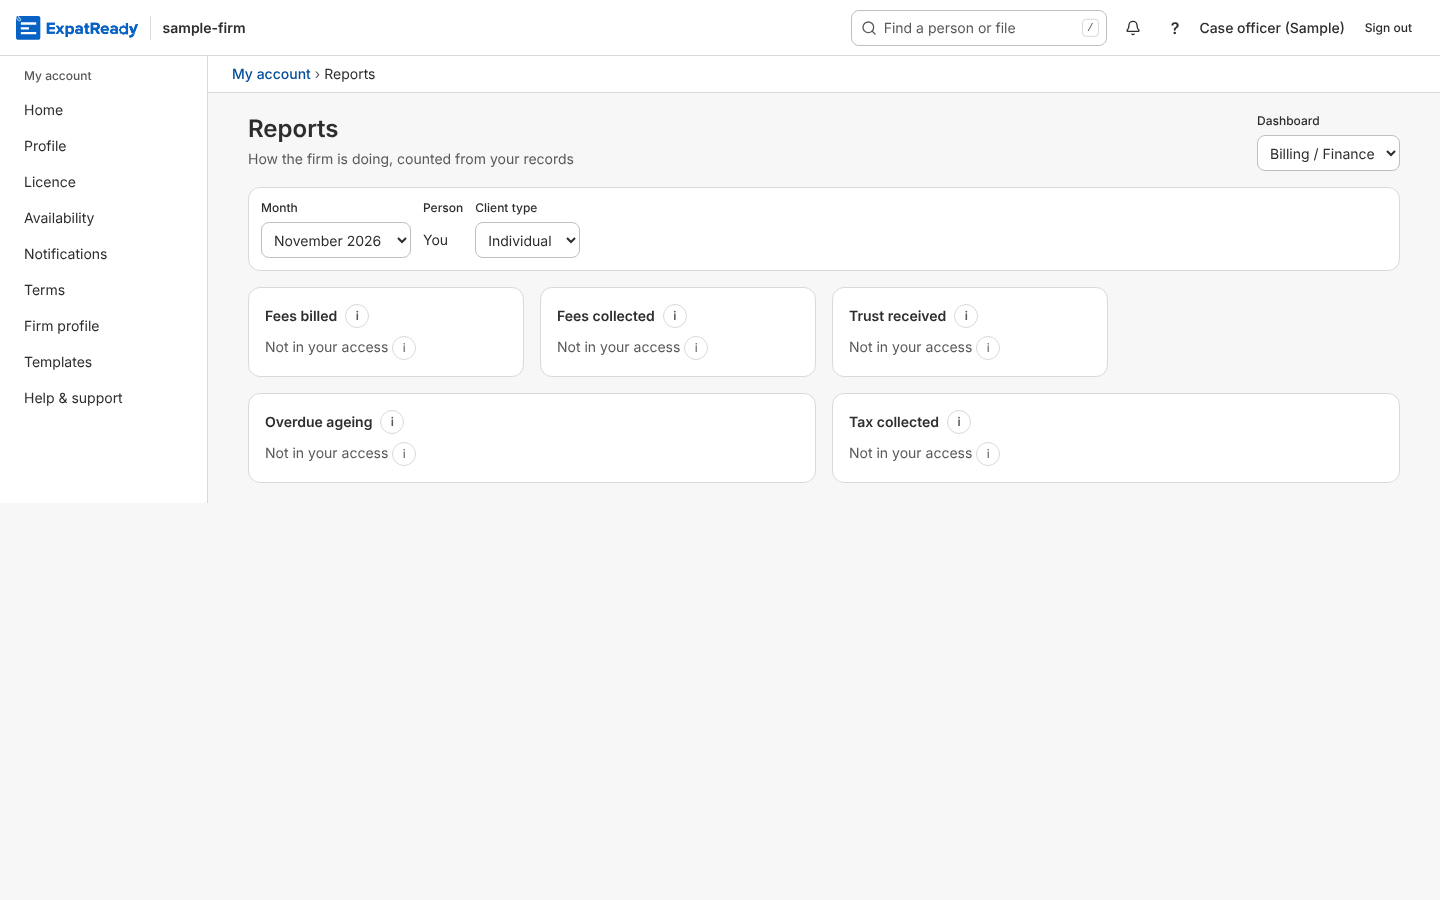 ExpatReady
sample-firm
Find a person or file
/
?
Case officer (Sample)
Sign out
My account
Home
Profile
Licence
Availability
Notifications
Terms
Firm profile
Templates
Help & support
My account › Reports
Reports
How the firm is doing, counted from your records
Dashboard
Billing / Finance
Month
Person
Client type
November 2026
You
Individual
Fees billed i
Not in your access i
Fees collected i
Not in your access i
Trust received i
Not in your access i
Overdue ageing i
Not in your access i
Tax collected i
Not in your access i